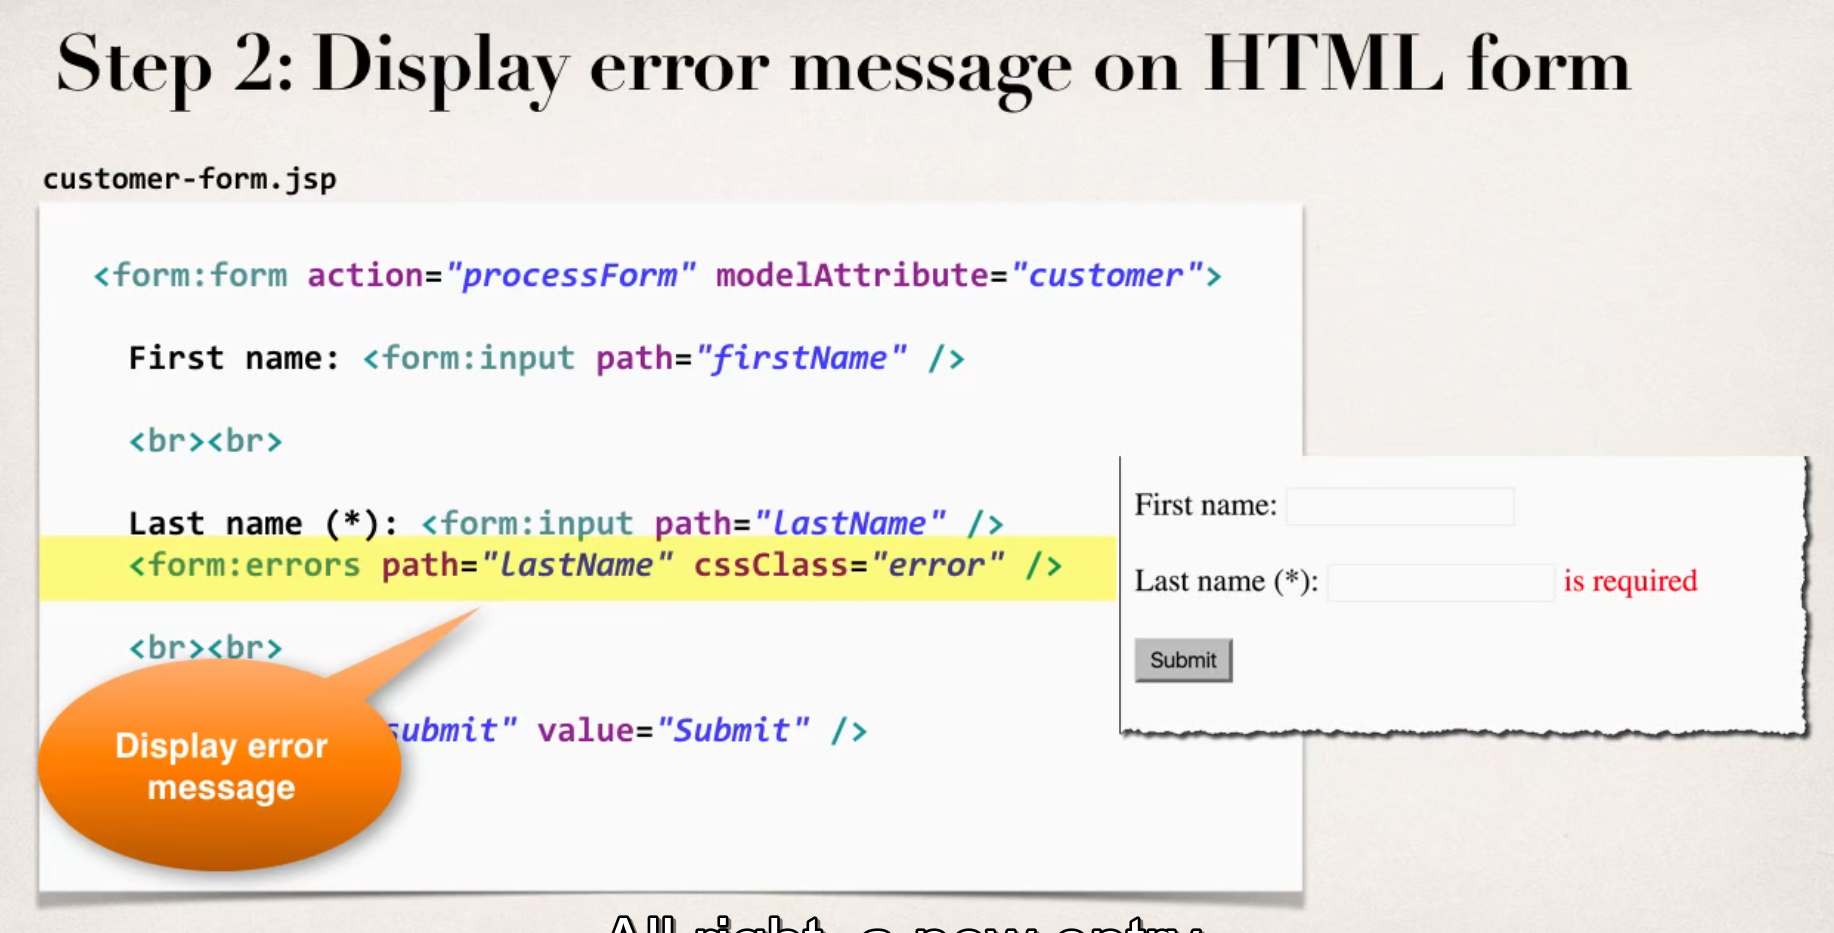 Step 2: Display error message on HTML form
customer-form.jsp
<form:form action="processForm" modelAttribute="customer">
First name: <form:input path="firstName" />
<br><br>
Last name (*): <form:input path="lastName" />
<form:errors path="lastName" cssClass="error" />
<br><br>
submit" value="Submit" />
Display error
message
First name:
Last name (*): is required
Submit
All right, a new entry